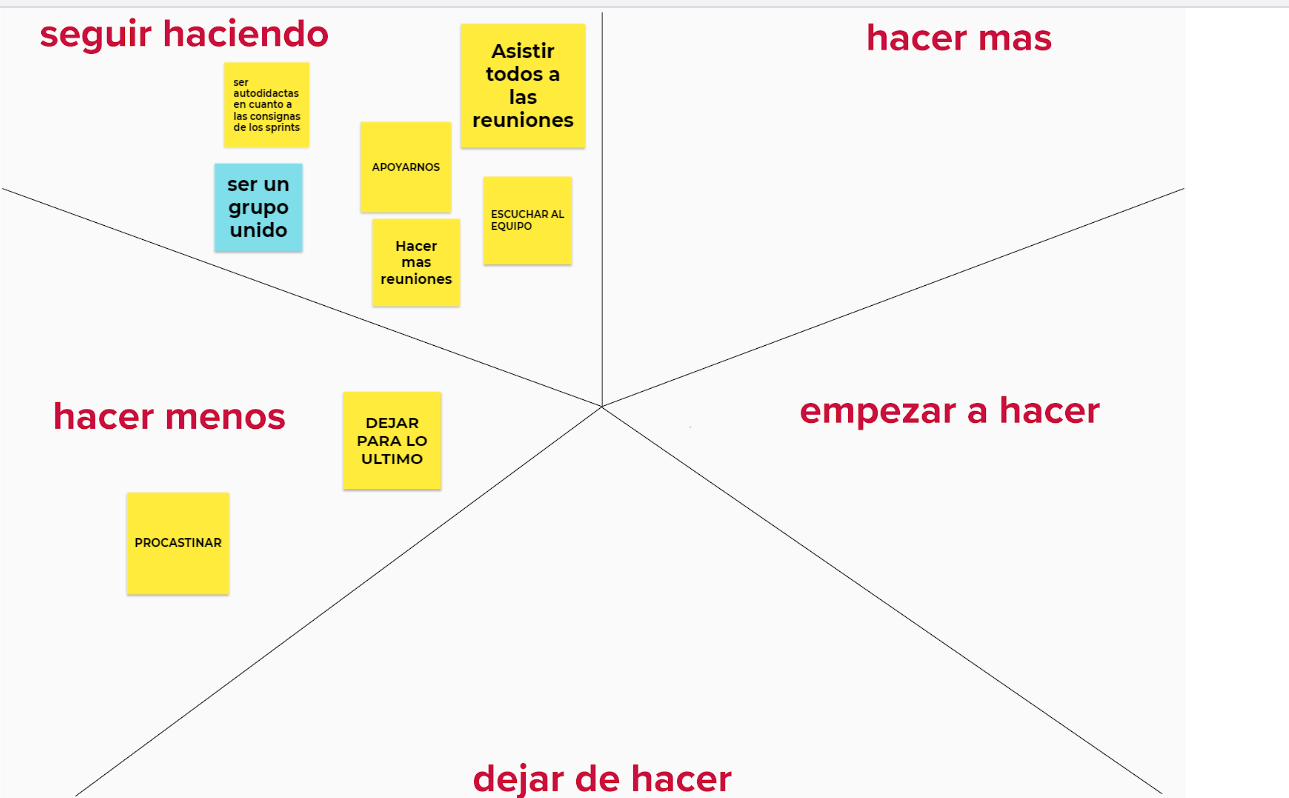 seguir haciendo
hacer mas
ser
autodidactas
en cuanto a
las consignas
de los sprints
Asistir
todos a
las
reuniones
APOYARNOS
ser un
grupo
unido
ESCUCHAR AL
EQUIPO
Hacer
mas
reuniones
hacer menos
empezar a hacer
DEJAR
PARA LO
ULTIMO
PROCASTINAR
dejar de hacer